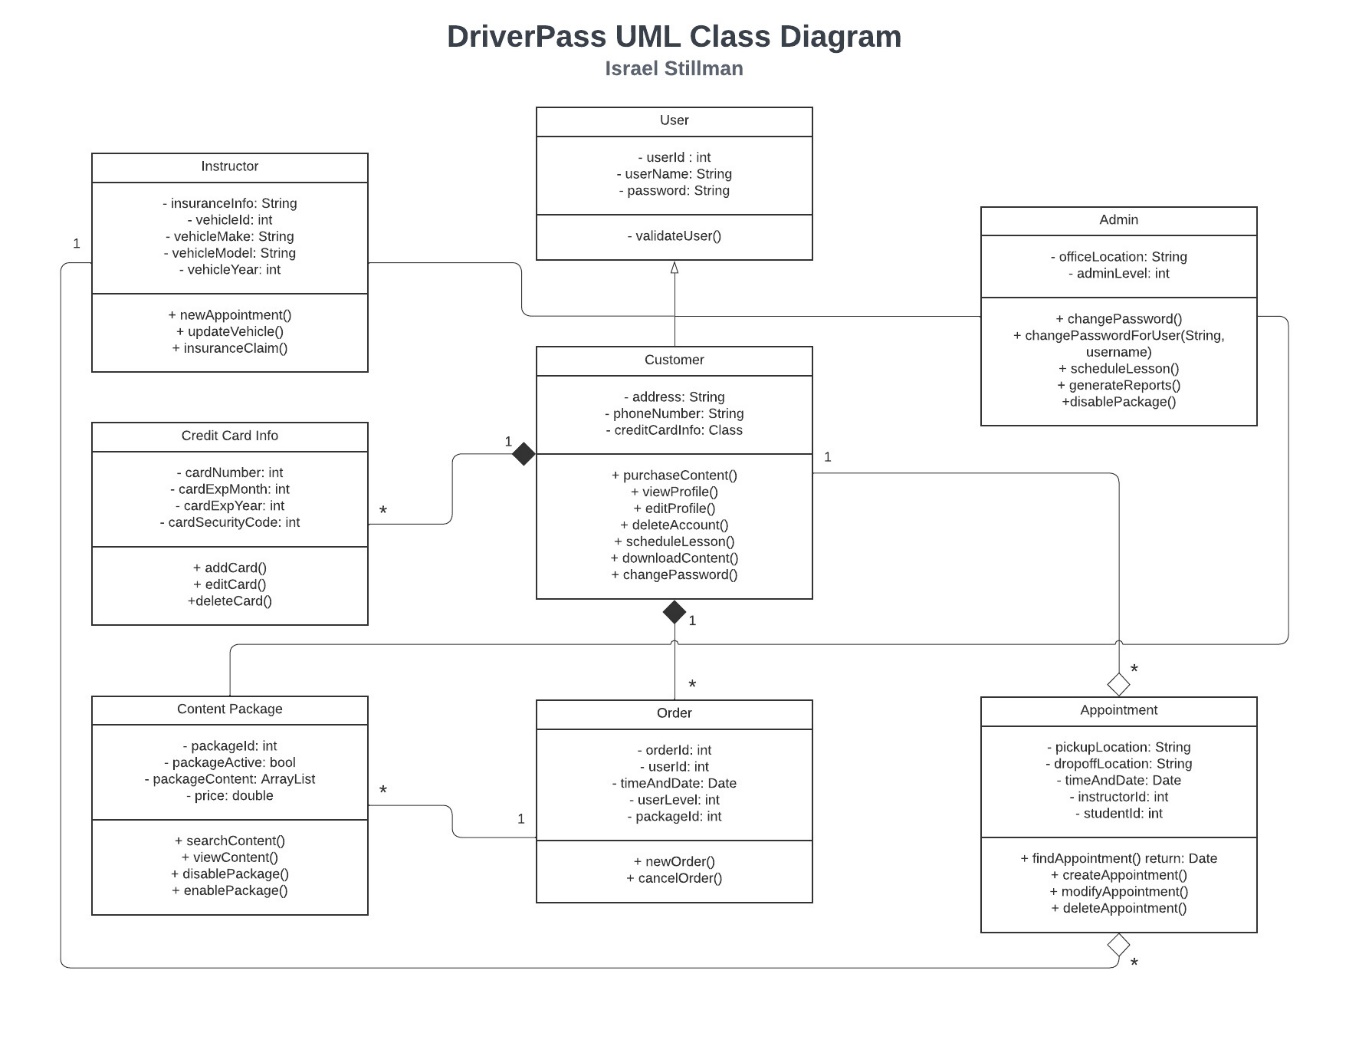 DriverPass UML Class Diagram
Israel Stillman
User
- userId : int
- userName: String
- password: String
- validateUser()
Instructor
- insuranceInfo: String
- vehicleId: int
- vehicleMake: String
- vehicleModel: String
- vehicleYear: int
+ newAppointment()
+ updateVehicle()
+ insuranceClaim()
1
Admin
- officeLocation: String
- adminLevel: int
+ changePassword()
+ changePasswordForUser(String,
username)
+ scheduleLesson()
+ generateReports()
+disablePackage()
Customer
- address: String
- phoneNumber: String
- creditCardInfo: Class
+ purchaseContent()
+ viewProfile()
+ editProfile()
+ deleteAccount()
+ scheduleLesson()
+ downloadContent()
+ changePassword()
1
1
1
Credit Card Info
- cardNumber: int
- cardExpMonth: int
- cardExpYear: int
- cardSecurityCode: int
+ addCard()
+ editCard()
+deleteCard()
*
Content Package
- packageId: int
- packageActive: bool
- packageContent: ArrayList
- price: double
+ searchContent()
+ viewContent()
+ disablePackage()
+ enablePackage()
*
1
*
Order
- orderId: int
- userId: int
- timeAndDate: Date
- userLevel: int
- packageId: int
+ newOrder()
+ cancelOrder()
*
Appointment
- pickupLocation: String
- dropoffLocation: String
- timeAndDate: Date
- instructorId: int
- studentId: int
+ findAppointment() return: Date
+ createAppointment()
+ modifyAppointment()
+ deleteAppointment()
*